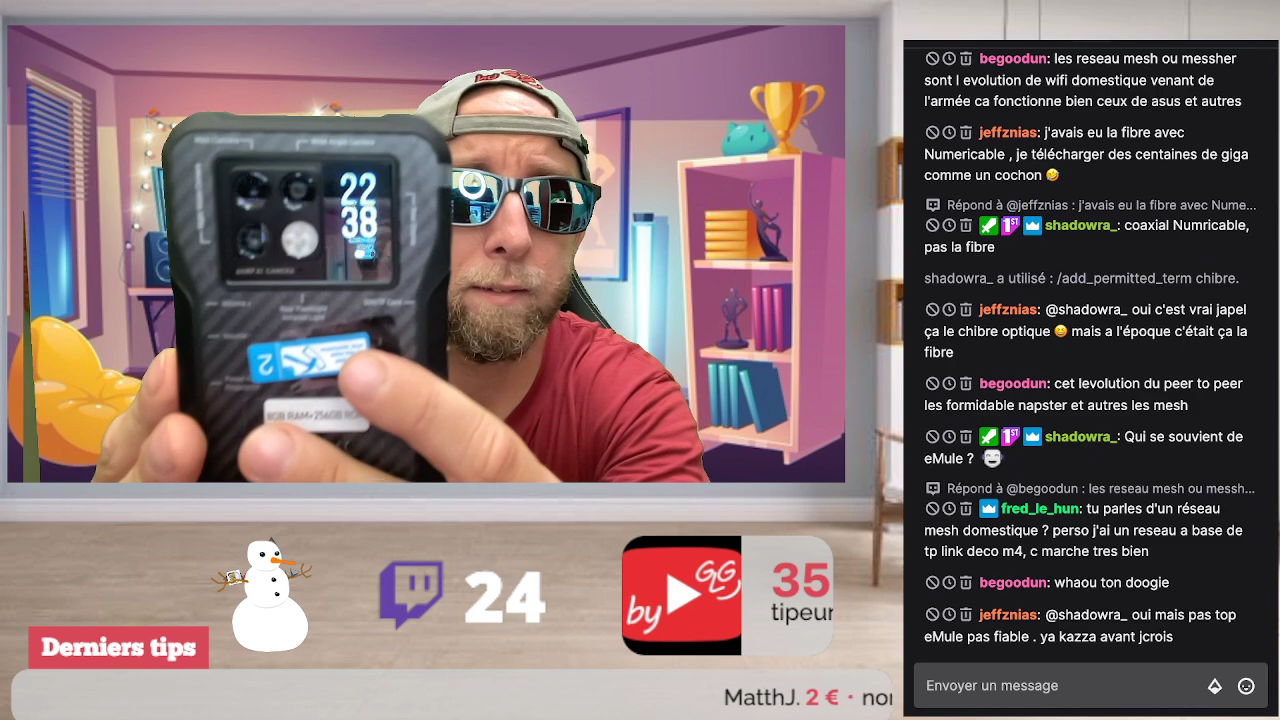 22
38
2
8GB RAM+256GB RO
24
by GG
35
tipeur
Derniers tips
MatthJ. 2 € · nor
begoodun: les reseau mesh ou messher
sont l evolution de wifi domestique venant de
l'armée ca fonctionne bien ceux de asus et autres
jeffznias: j'avais eu la fibre avec
Numericable , je télécharger des centaines de giga
comme un cochon 🤣
Répond à @jeffznias : j'avais eu la fibre avec Nume...
1ST shadowra_: coaxial Numricable,
pas la fibre
shadowra_ a utilisé : /add_permitted_term chibre.
jeffznias: @shadowra_ oui c'est vrai japel
ça le chibre optique 😄 mais a l'époque c'était ça la
fibre
begoodun: cet levolution du peer to peer
les formidable napster et autres les mesh
1ST shadowra_: Qui se souvient de
eMule ?
Répond à @begoodun : les reseau mesh ou messh...
fred_le_hun: tu parles d'un réseau
mesh domestique ? perso j'ai un reseau a base de
tp link deco m4, c marche tres bien
begoodun: whaou ton doogie
jeffznias: @shadowra_ oui mais pas top
eMule pas fiable . ya kazza avant jcrois
Envoyer un message